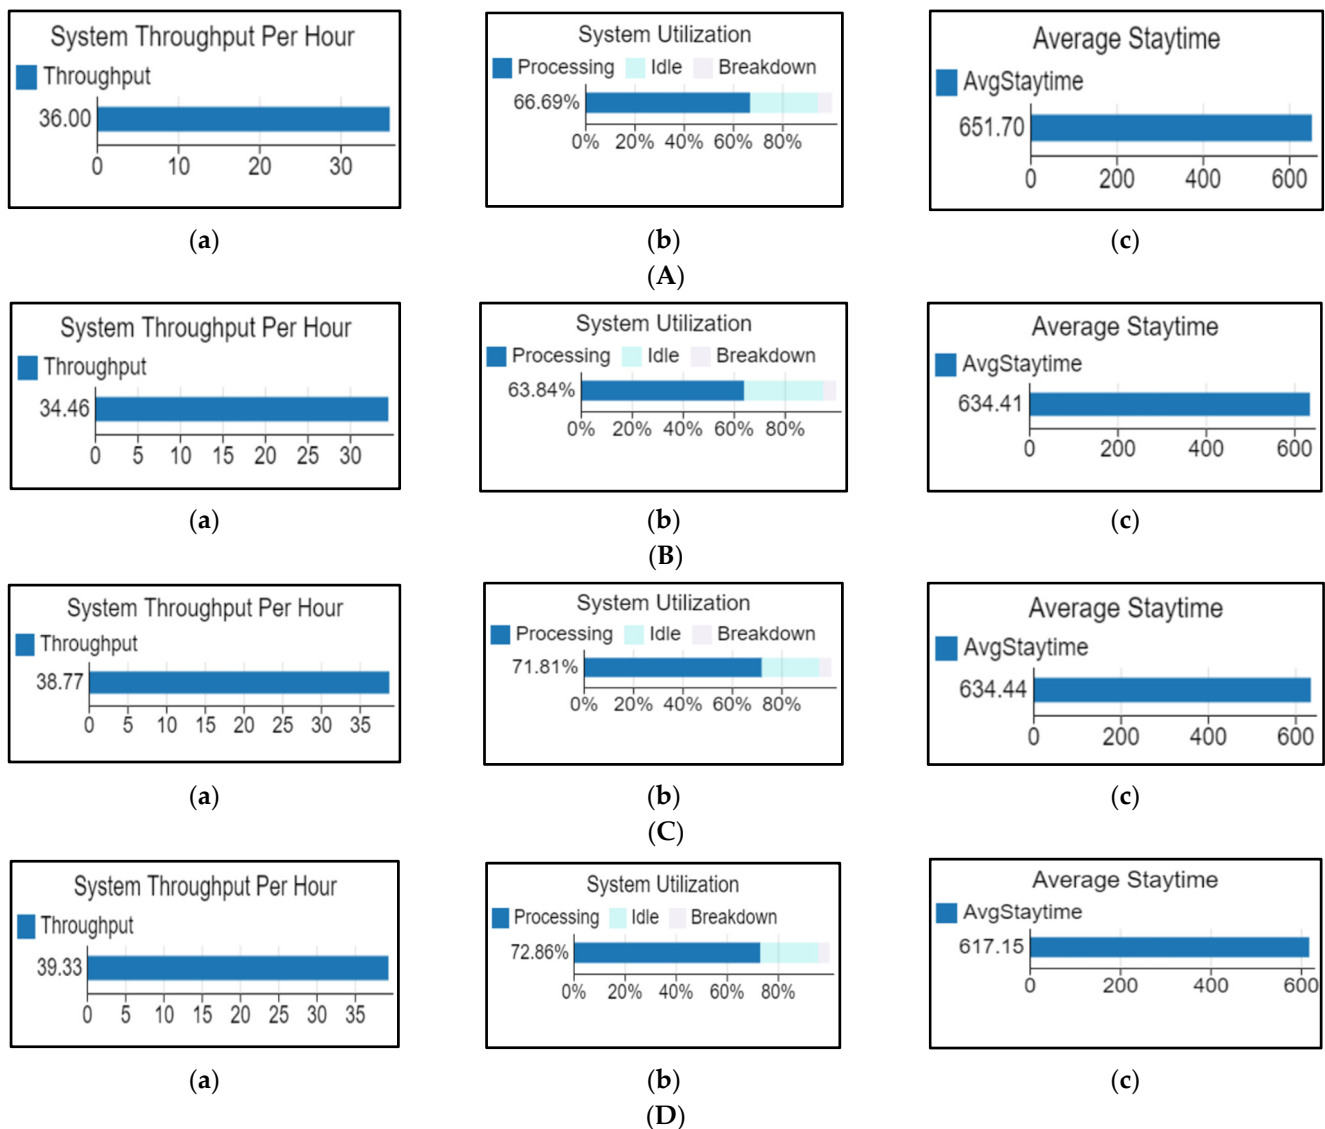 System Throughput Per Hour
Throughput
36.00
0 10 20 30
System Utilization
Processing Idle Breakdown
66.69%
0% 20% 40% 60% 80%
Average Staytime
AvgStaytime
651.70
0 200 400 600
(a) (b) (c)
(A)
System Throughput Per Hour
Throughput
34.46
0 5 10 15 20 25 30
System Utilization
Processing Idle Breakdown
63.84%
0% 20% 40% 60% 80%
Average Staytime
AvgStaytime
634.41
0 200 400 600
(a) (b) (c)
(B)
System Throughput Per Hour
Throughput
38.77
0 5 10 15 20 25 30 35
System Utilization
Processing Idle Breakdown
71.81%
0% 20% 40% 60% 80%
Average Staytime
AvgStaytime
634.44
0 200 400 600
(a) (b) (c)
(C)
System Throughput Per Hour
Throughput
39.33
0 5 10 15 20 25 30 35
System Utilization
Processing Idle Breakdown
72.86%
0% 20% 40% 60% 80%
Average Staytime
AvgStaytime
617.15
0 200 400 600
(a) (b) (c)
(D)